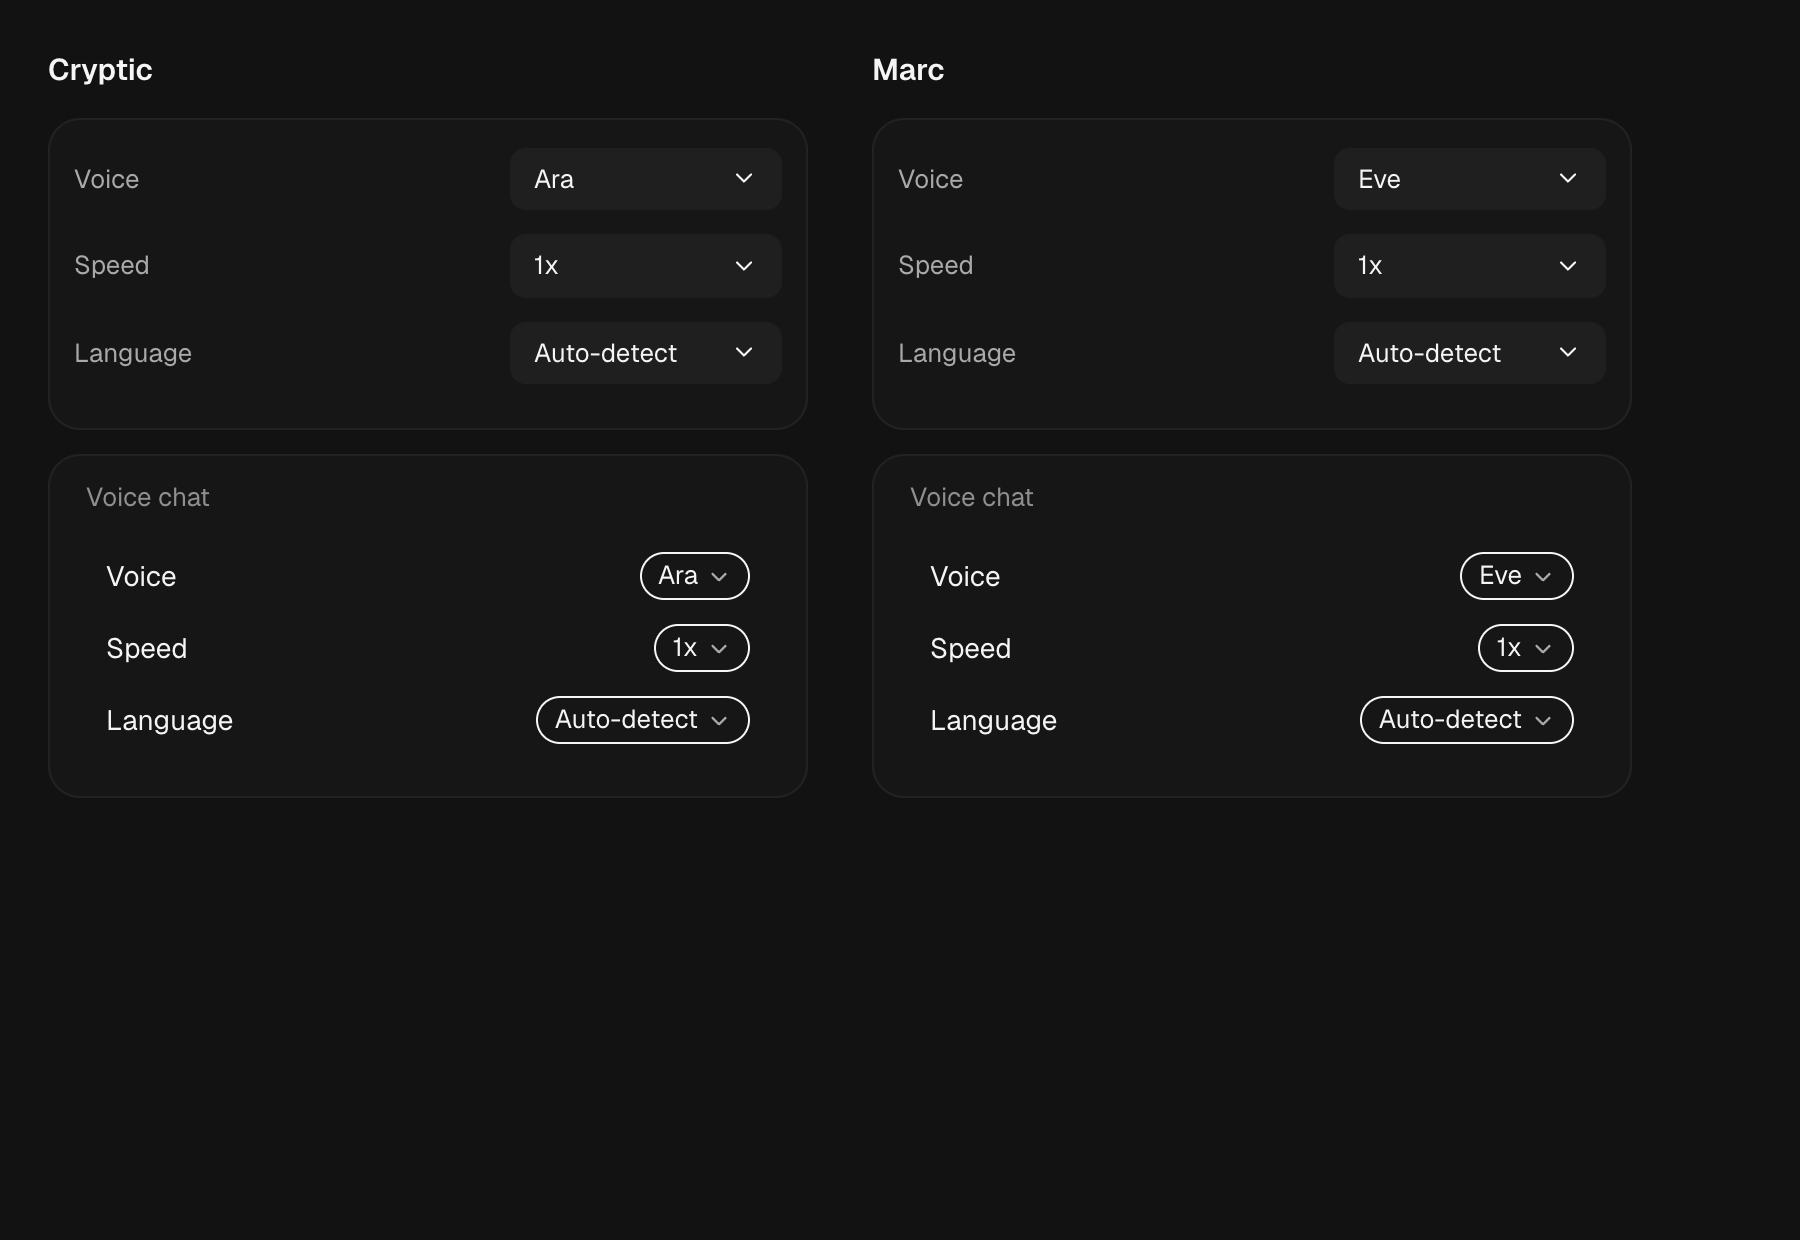 Cryptic
Voice Ara
Speed 1x
Language Auto-detect
Voice chat
Voice Ara
Speed 1x
Language Auto-detect
Marc
Voice Eve
Speed 1x
Language Auto-detect
Voice chat
Voice Eve
Speed 1x
Language Auto-detect